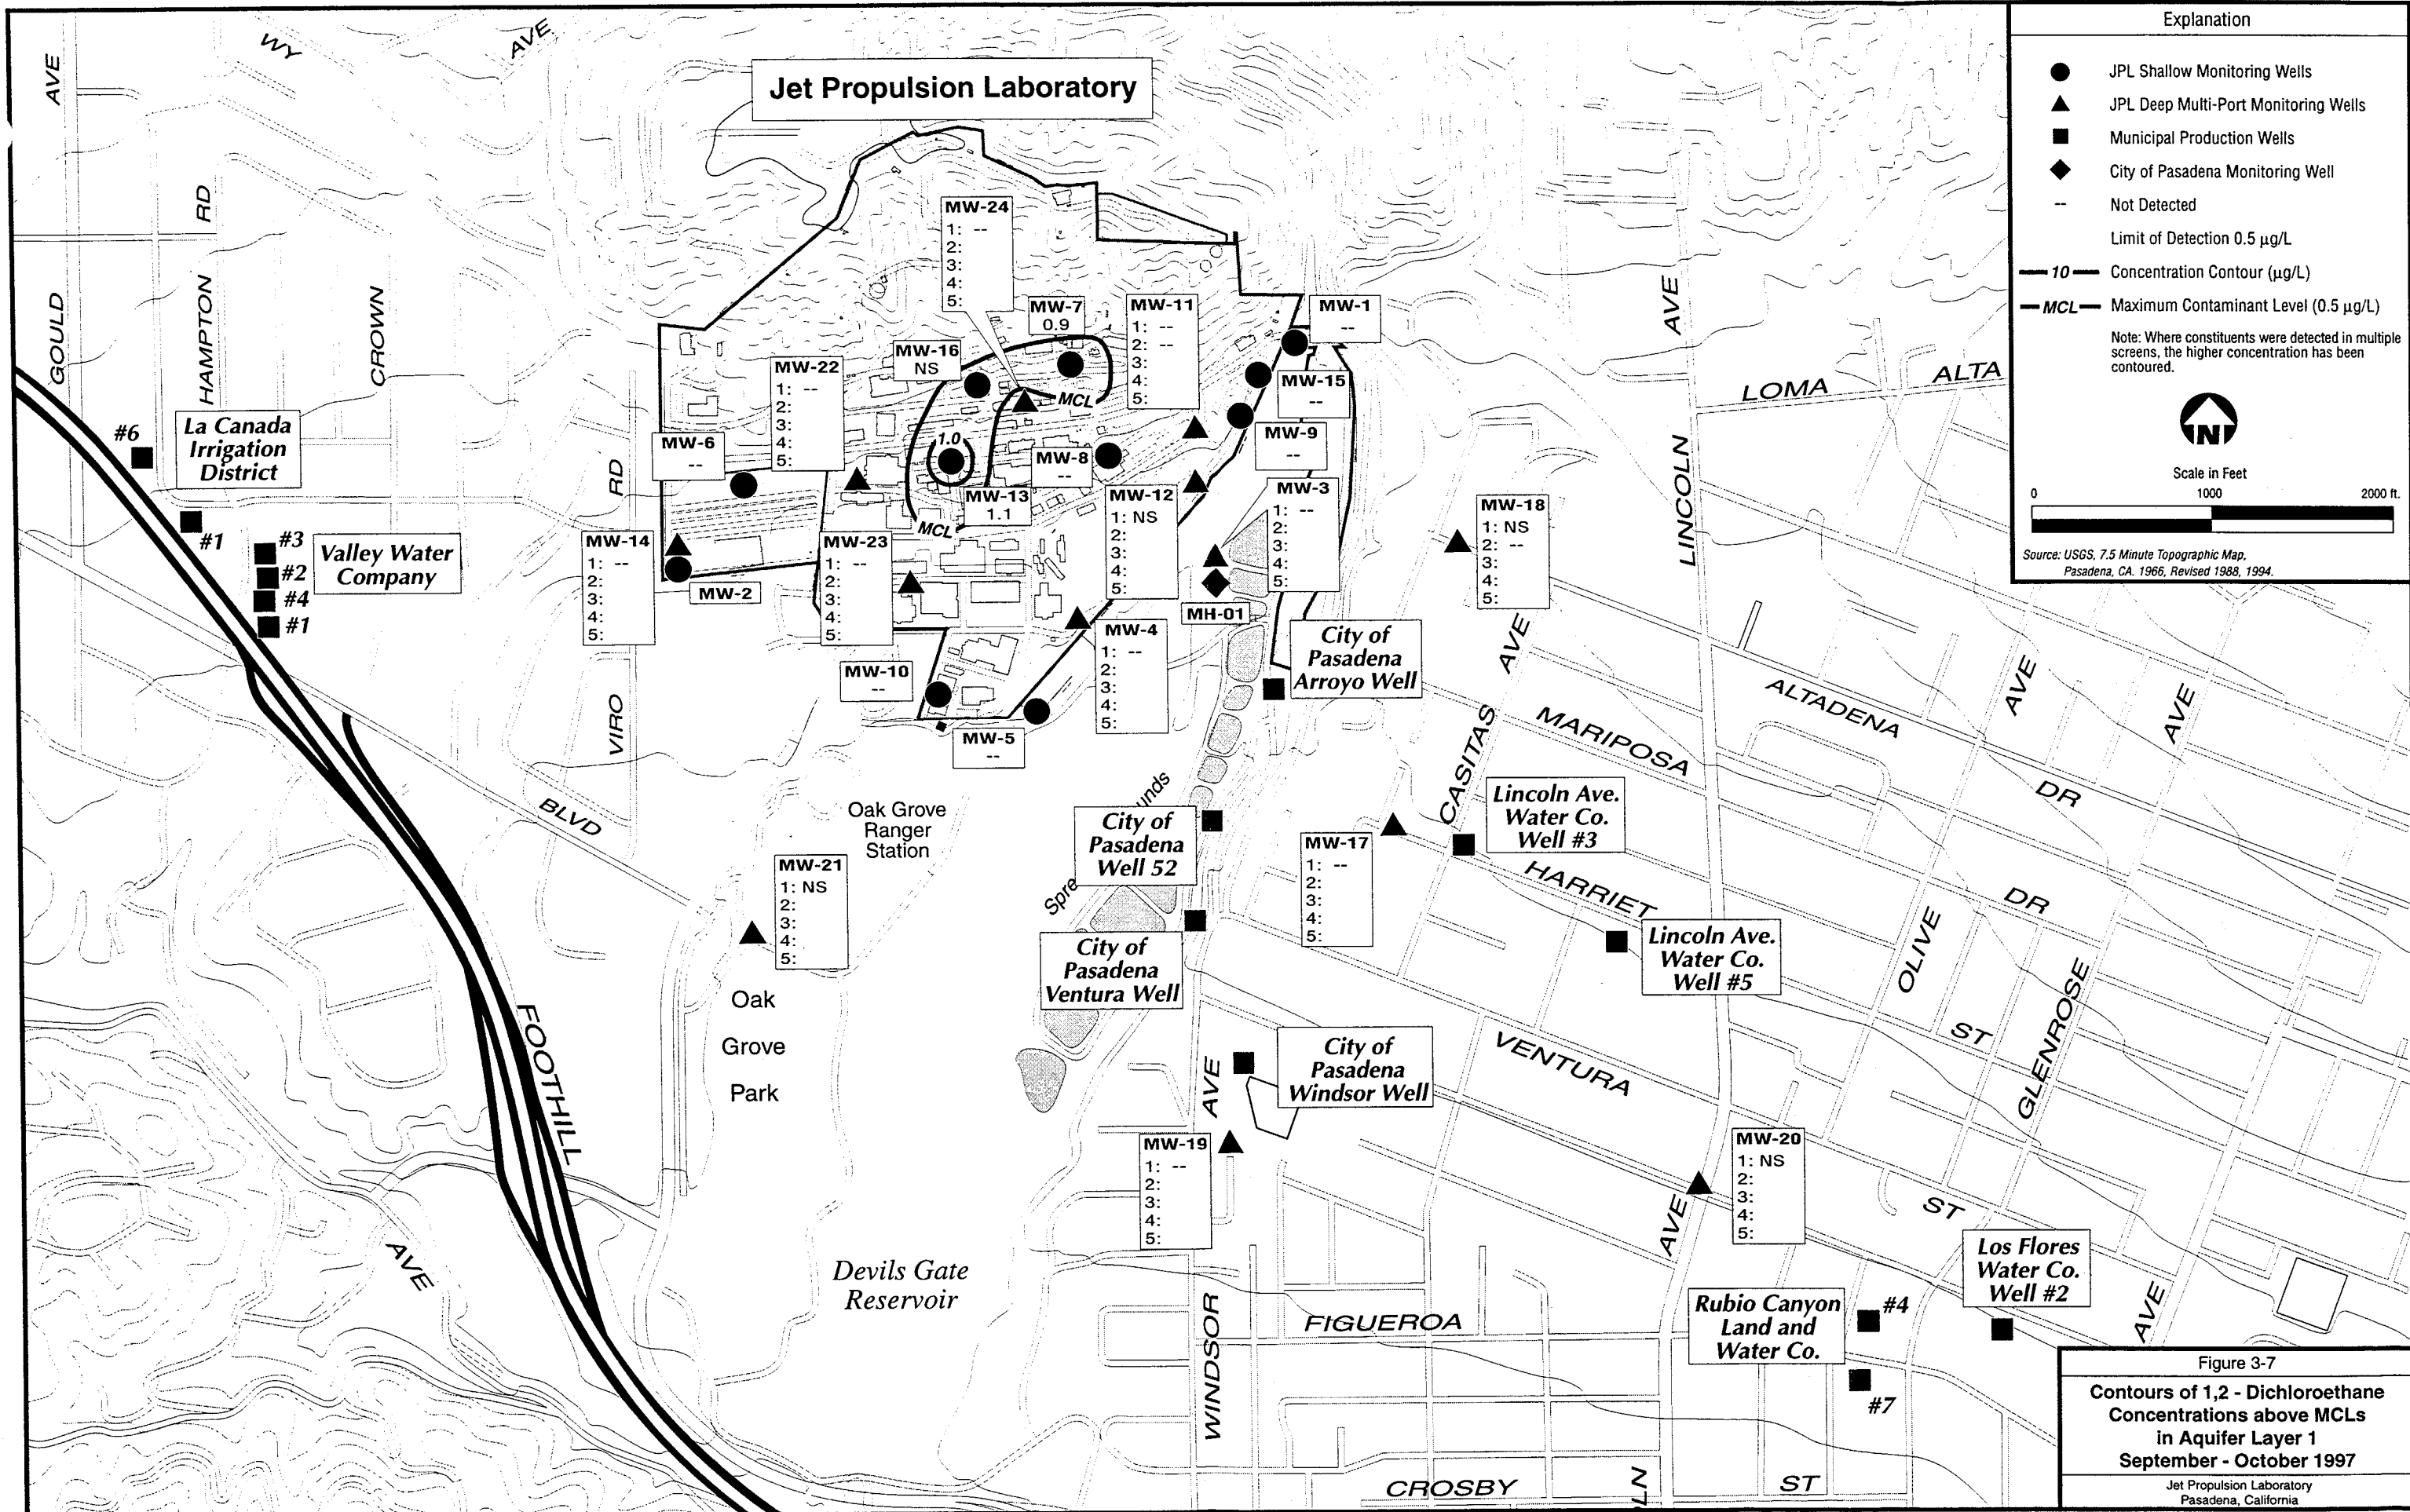 Explanation
JPL Shallow Monitoring Wells
JPL Deep Multi-Port Monitoring Wells
Municipal Production Wells
City of Pasadena Monitoring Well
-- Not Detected
Limit of Detection 0.5 µg/L
10 Concentration Contour (µg/L)
MCL Maximum Contaminant Level (0.5 µg/L)
Note: Where constituents were detected in multiple
screens, the higher concentration has been
contoured.
N
Scale in Feet
0 1000 2000 ft.
Source: USGS, 7.5 Minute Topographic Map,
Pasadena, CA. 1966, Revised 1988, 1994.
Jet Propulsion Laboratory
AVE
WY
AVE
GOULD
HAMPTON
RD
CROWN
RD
VIRO
#6
La Canada
Irrigation
District
#1
#3
#2
#4
#1
Valley Water
Company
MW-24
1: --
2:
3:
4:
5:
MW-7
0.9
MW-11
1: --
2: --
3:
4:
5:
MW-1
--
MW-16
NS
MW-22
1: --
2:
3:
4:
5:
MCL
MW-15
--
MW-6
--
1.0
MW-8
--
MW-9
--
MW-13
1.1
MCL
MW-12
1: NS
2:
3:
4:
5:
MW-3
1: --
2:
3:
4:
5:
MW-18
1: NS
2: --
3:
4:
5:
MW-14
1: --
2:
3:
4:
5:
MW-2
MW-23
1: --
2:
3:
4:
5:
MH-01
MW-4
1: --
2:
3:
4:
5:
City of
Pasadena
Arroyo Well
MW-10
--
MW-5
--
AVE
LINCOLN
LOMA ALTA
AVE
CASITAS
ALTADENA
DR
MARIPOSA
DR
AVE
OLIVE
AVE
GLENROSE
AVE
BLVD
FOOTHILL
AVE
Oak Grove
Ranger
Station
MW-21
1: NS
2:
3:
4:
5:
Oak
Grove
Park
Spre
unds
City of
Pasadena
Well 52
City of
Pasadena
Ventura Well
MW-17
1: --
2:
3:
4:
5:
Lincoln Ave.
Water Co.
Well #3
HARRIET
ST
Lincoln Ave.
Water Co.
Well #5
VENTURA
ST
City of
Pasadena
Windsor Well
AVE
WINDSOR
MW-19
1: --
2:
3:
4:
5:
MW-20
1: NS
2:
3:
4:
5:
AVE
LN
Devils Gate
Reservoir
FIGUEROA
CROSBY
ST
Rubio Canyon
Land and
Water Co.
#4
#7
Los Flores
Water Co.
Well #2
Figure 3-7
Contours of 1,2 - Dichloroethane
Concentrations above MCLs
in Aquifer Layer 1
September - October 1997
Jet Propulsion Laboratory
Pasadena, California